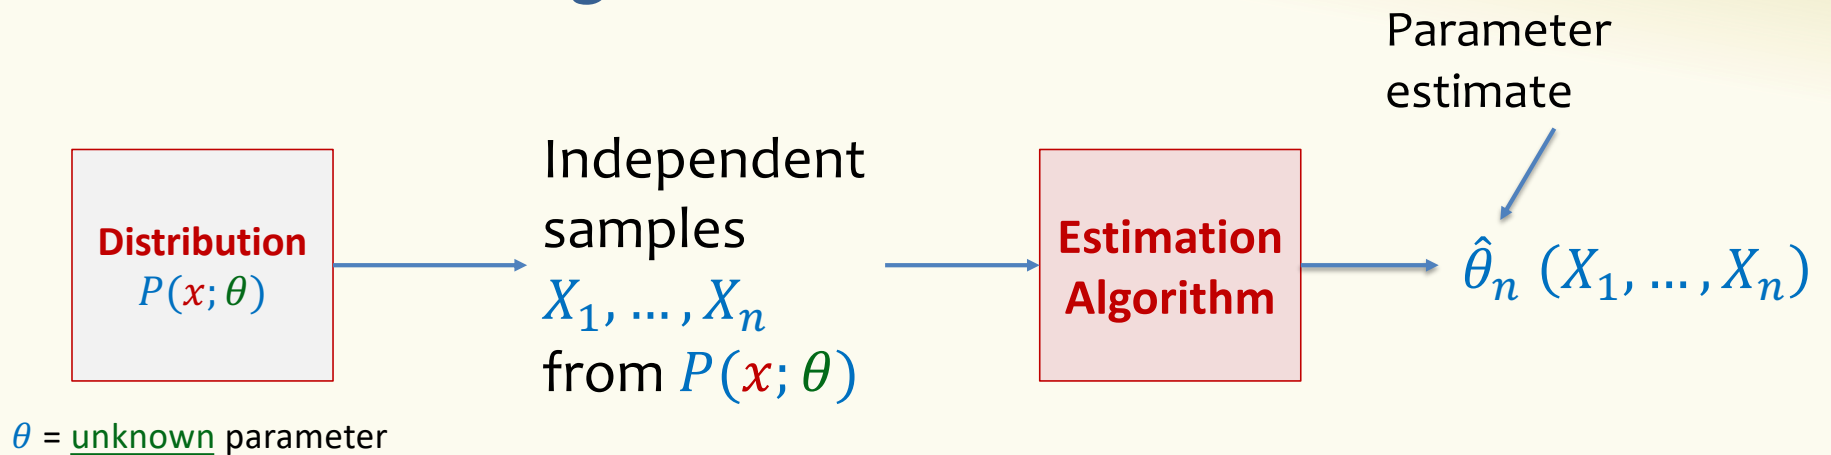 Distribution
P(x; θ)
θ = unknown parameter
Independent
samples
X₁, … , Xₙ
from P(x; θ)
Estimation
Algorithm
Parameter
estimate
θ̂ₙ (X₁, … , Xₙ)